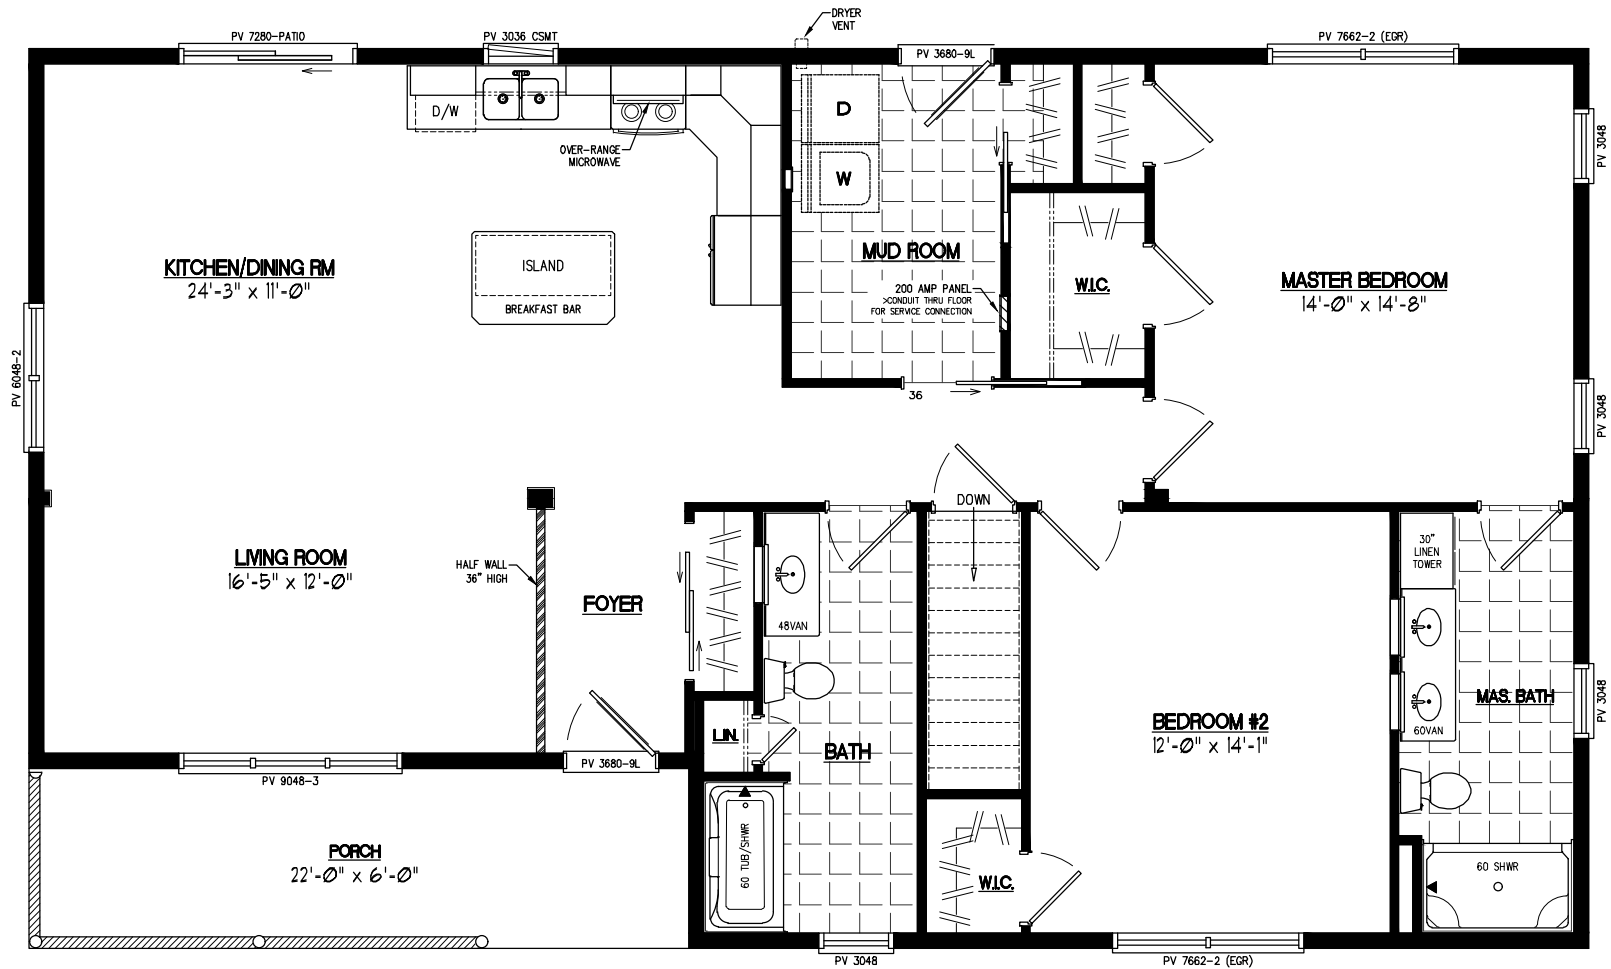 DRYER
VENT
PV 7280-PATIO
PV 3036 CSMT
PV 3680-9L
PV 7662-2 (EGR)
D/W
D
OVER-RANGE
MICROWAVE
W
PV 3048
KITCHEN/DINING RM
24'-3" x 11'-0"
ISLAND
BREAKFAST BAR
MUD ROOM
200 AMP PANEL
>CONDUIT THRU FLOOR
FOR SERVICE CONNECTION
W.I.C.
MASTER BEDROOM
14'-0" x 14'-8"
PV 6048-2
36
PV 3048
DOWN
LIVING ROOM
16'-5" x 12'-0"
HALF WALL
36" HIGH
FOYER
48VAN
30"
LINEN
TOWER
LIN.
BATH
BEDROOM #2
12'-0" x 14'-1"
60VAN
MAS. BATH
PV 3048
PV 9048-3
PV 3680-9L
PORCH
22'-0" x 6'-0"
60 TUB/SHWR
W.I.C.
60 SHWR
PV 3048
PV 7662-2 (EGR)